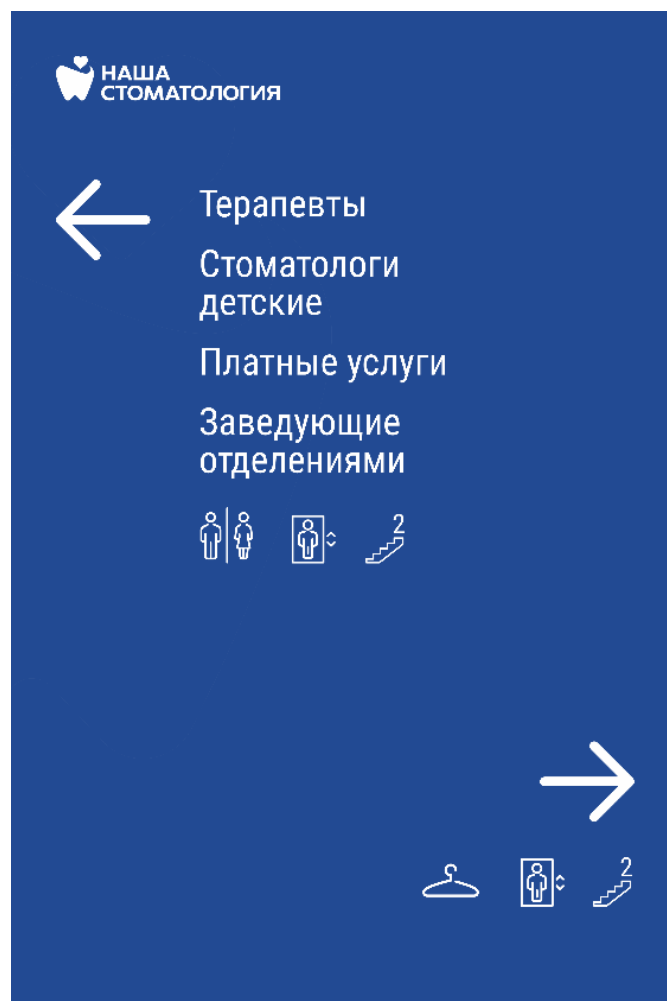 НАША
СТОМАТОЛОГИЯ
Терапевты
Стоматологи
детские
Платные услуги
Заведующие
отделениями
2
2